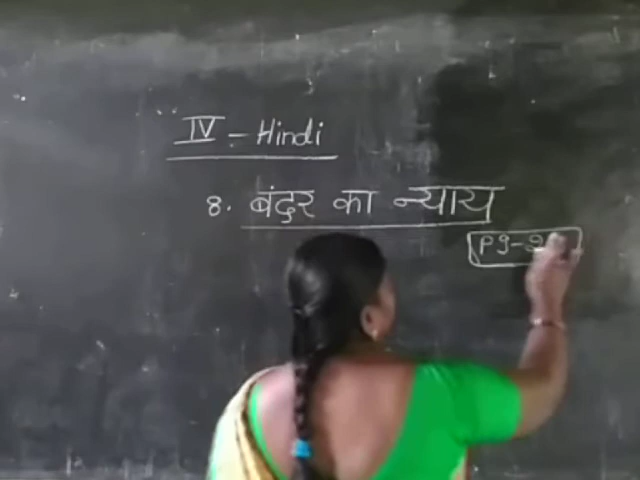 IV - Hindi
8. बंदर का न्याय
Pg-